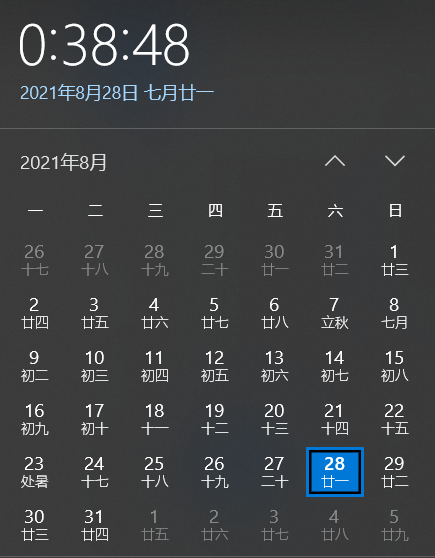 0:38:48
2021年8月28日 七月廿一
2021年8月
一 二 三 四 五 六 日
26 27 28 29 30 31 1
十七 十八 十九 二十 廿一 廿二 廿三
2 3 4 5 6 7 8
廿四 廿五 廿六 廿七 廿八 立秋 七月
9 10 11 12 13 14 15
初二 初三 初四 初五 初六 初七 初八
16 17 18 19 20 21 22
初九 初十 十一 十二 十三 十四 十五
23 24 25 26 27 28 29
处暑 十七 十八 十九 二十 廿一 廿二
30 31 1 2 3 4 5
廿三 廿四 廿五 廿六 廿七 廿八 廿九